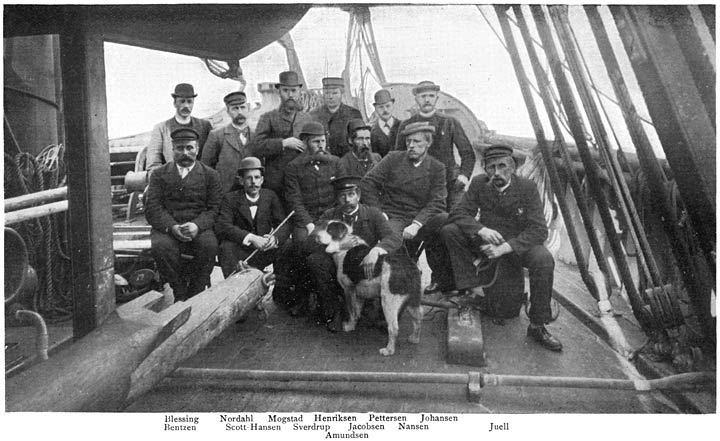 Blessing Nordahl Mogstad Henriksen Pettersen Johansen
Bentzen Scott-Hansen Sverdrup Jacobsen Nansen Juell
Amundsen